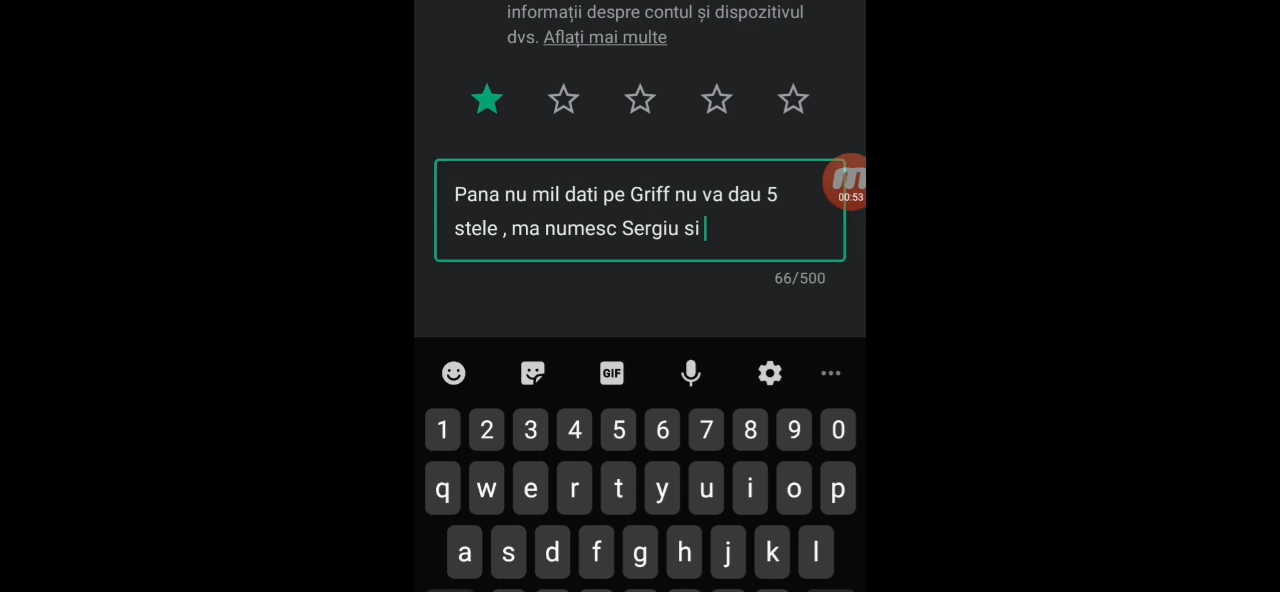 informații despre contul și dispozitivul
dvs. Aflați mai multe
Pana nu mil dati pe Griff nu va dau 5
stele , ma numesc Sergiu si
00:53
66/500
GIF
1 2 3 4 5 6 7 8 9 0
q w e r t y u i o p
a s d f g h j k l